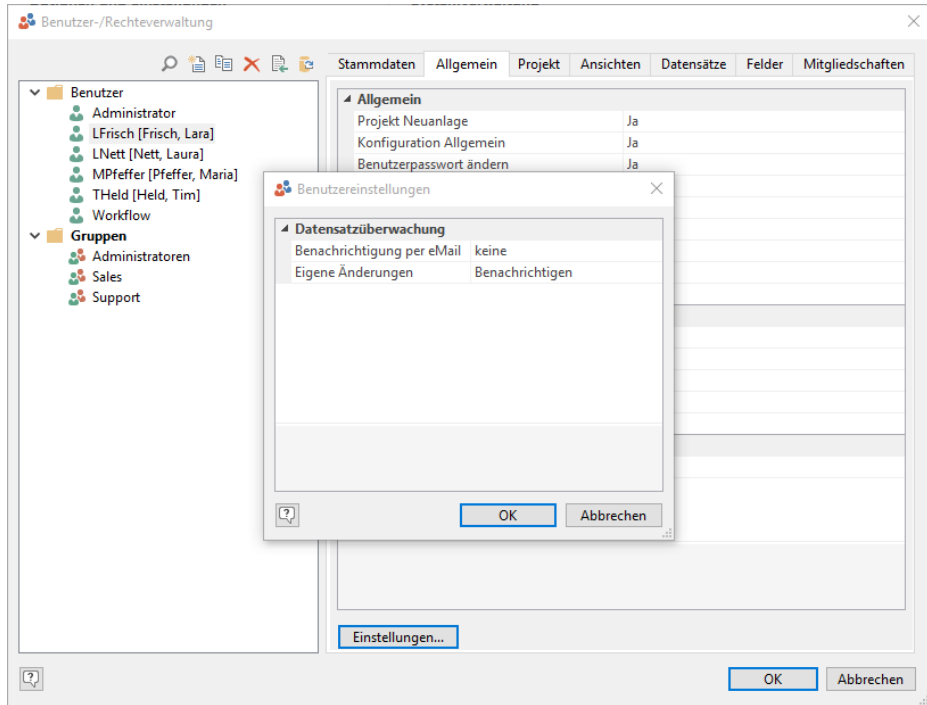 Benutzer-/Rechteverwaltung
Stammdaten Allgemein Projekt Ansichten Datensätze Felder Mitgliedschaften
Benutzer
Administrator
LFrisch [Frisch, Lara]
LNett [Nett, Laura]
MPfeffer [Pfeffer, Maria]
THeld [Held, Tim]
Workflow
Gruppen
Administratoren
Sales
Support
Allgemein
Projekt Neuanlage Ja
Konfiguration Allgemein Ja
Benutzerpasswort ändern Ja
Benutzereinstellungen
Datensatzüberwachung
Benachrichtigung per eMail keine
Eigene Änderungen Benachrichtigen
OK Abbrechen
Einstellungen...
OK Abbrechen